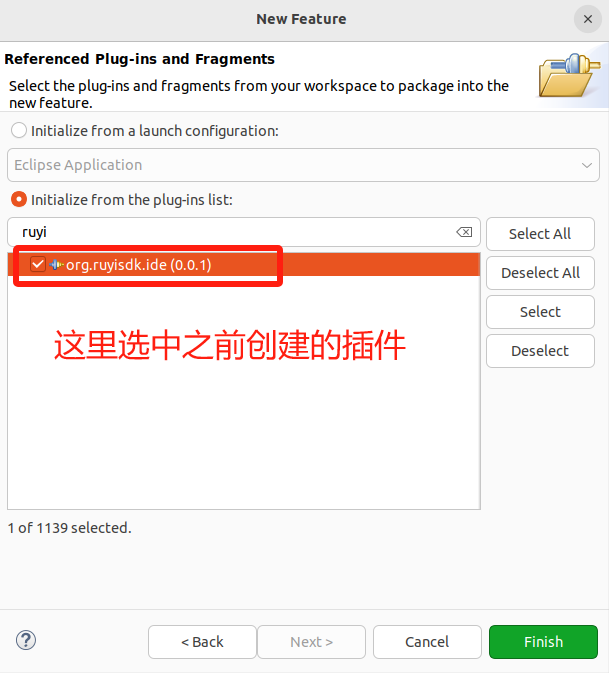 New Feature
Referenced Plug-ins and Fragments
Select the plug-ins and fragments from your workspace to package into the
new feature.
Initialize from a launch configuration:
Eclipse Application
Initialize from the plug-ins list:
ruyi
Select All
org.ruyisdk.ide (0.0.1)
Deselect All
Select
这里选中之前创建的插件
Deselect
1 of 1139 selected.
?
< Back
Next >
Cancel
Finish